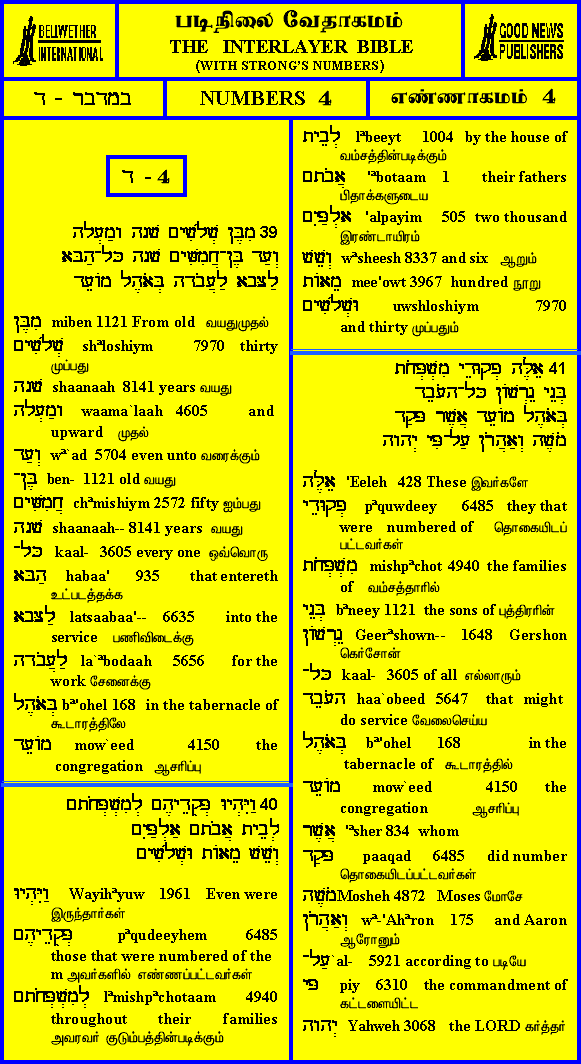 BELLWETHER
INTERNATIONAL
படிநிலை வேதாகமம்
THE INTERLAYER BIBLE
(WITH STRONG'S NUMBERS)
GOOD NEWS
PUBLISHERS
במדבר - ד
NUMBERS 4
எண்ணாகமம் 4
ד - 4
39 מִבֶּן שְׁלֹשִׁים שָׁנָה וּמַעְלָה
וְעַד בֶּן־חֲמִשִּׁים שָׁנָה כָּל־הַבָּא
לַצָּבָא לַעֲבֹדָה בְּאֹהֶל מוֹעֵד
מִבֶּן miben 1121 From old வயதுமுதல்
שְׁלֹשִׁים shªloshiym 7970 thirty
முப்பது
שָׁנָה shaanaah 8141 years வயது
וּמַעְלָה waama`laah 4605 and
upward முதல்
וְעַד wª`ad 5704 even unto வரைக்கும்
בֶּן־ ben- 1121 old வயது
חֲמִשִּׁים chªmishiym 2572 fifty ஐம்பது
שָׁנָה shaanaah-- 8141 years வயது
כָּל־ kaal- 3605 every one ஒவ்வொரு
הַבָּא habaa' 935 that entereth
உட்படத்தக்க
לַצָּבָא latsaabaa'-- 6635 into the
service பணிவிடைக்கு
לַעֲבֹדָה la`ªbodaah 5656 for the
work சேனைக்கு
בְּאֹהֶל bª'ohel 168 in the tabernacle of
கூடாரத்திலே
מוֹעֵד mow`eed 4150 the
congregation ஆசரிப்பு
40 וַיִּהְיוּ פְּקֻדֵיהֶם לְמִשְׁפְּחֹתָם
לְבֵית אֲבֹתָם אַלְפַּיִם
וְשֵׁשׁ מֵאוֹת וּשְׁלֹשִׁים
וַיִּהְיוּ Wayihªyuw 1961 Even were
இருந்தார்கள்
פְּקֻדֵיהֶם pªqudeeyhem 6485
those that were numbered of the
m அவர்களில் எண்ணப்பட்டவர்கள்
לְמִשְׁפְּחֹתָם lªmishpªchotaam 4940
throughout their families
அவரவர் குடும்பத்தின்படிக்கும்
לְבֵית lªbeeyt 1004 by the house of
வம்சத்தின்படிக்கும்
אֲבֹתָם 'ªbotaam 1 their fathers
பிதாக்களுடைய
אַלְפַּיִם 'alpayim 505 two thousand
இரண்டாயிரம்
וְשֵׁשׁ wªsheesh 8337 and six ஆறும்
מֵאוֹת mee'owt 3967 hundred நூறு
וּשְׁלֹשִׁים uwshloshiym 7970
and thirty முப்பதும்
41 אֵלֶּה פְקוּדֵי מִשְׁפְּחֹת
בְּנֵי גֵרְשׁוֹן כָּל־הָעֹבֵד
בְּאֹהֶל מוֹעֵד אֲשֶׁר פָּקַד
מֹשֶׁה וְאַהֲרֹן עַל־פִּי יְהוָה
אֵלֶּה 'Eeleh 428 These இவர்களே
פְקוּדֵי pªquwdeey 6485 they that
were numbered of தொகையிடப்
பட்டவர்கள்
מִשְׁפְּחֹת mishpªchot 4940 the families
of வம்சத்தாரில்
בְּנֵי bªneey 1121 the sons of புத்திரரின்
גֵרְשׁוֹן Geerªshown-- 1648 Gershon
கெர்சோன்
כָּל־ kaal- 3605 of all எல்லாரும்
הָעֹבֵד haa`obeed 5647 that might
do service வேலைசெய்ய
בְּאֹהֶל bª'ohel 168 in the
tabernacle of கூடாரத்தில்
מוֹעֵד mow`eed 4150 the
congregation ஆசரிப்பு
אֲשֶׁר 'ªsher 834 whom
פָּקַד paaqad 6485 did number
தொகையிடப்பட்டவர்கள்
מֹשֶׁה Mosheh 4872 Moses மோசே
וְאַהֲרֹן wª-'Ahªron 175 and Aaron
ஆரோனும்
עַל־ `al- 5921 according to படியே
פִּי piy 6310 the commandment of
கட்டளையிட்ட
יְהוָה Yahweh 3068 the LORD கர்த்தர்